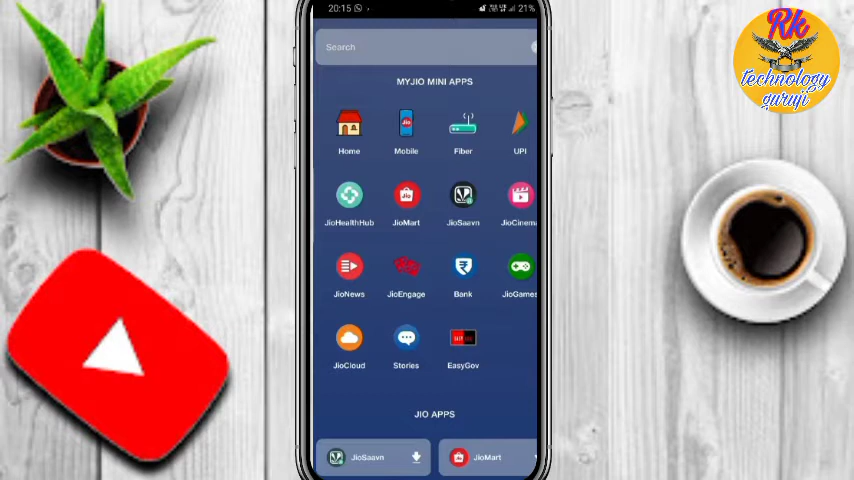 20:15
21%
Rk
technology
guruji
Search
MYJIO MINI APPS
Home Mobile Fiber UPI
JioHealthHub JioMart JioSaavn JioCinem
JioNews JioEngage Bank JioGames
JioCloud Stories EasyGov
JIO APPS
JioSaavn JioMart